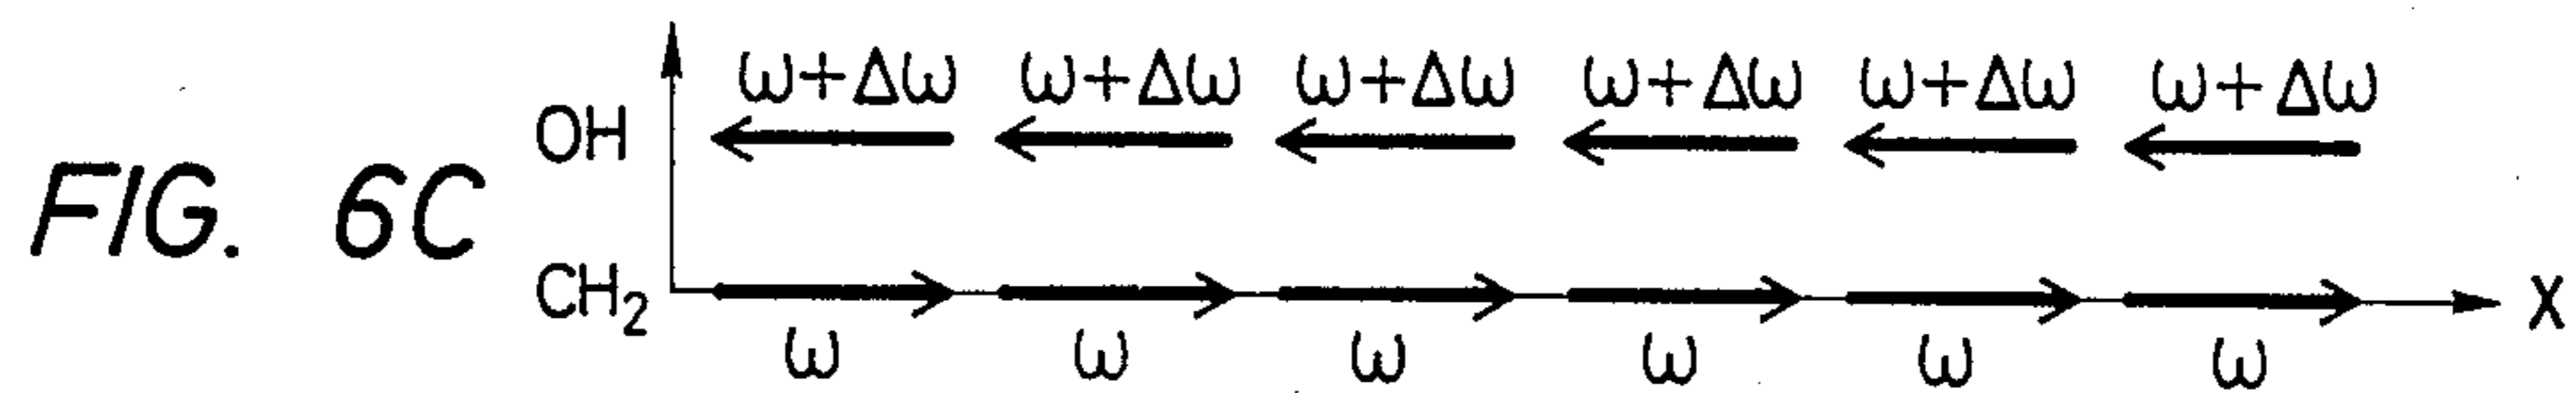 ω+Δω ω+Δω ω+Δω ω+Δω ω+Δω ω+Δω
OH
FIG. 6C
CH₂ X
ω ω ω ω ω ω